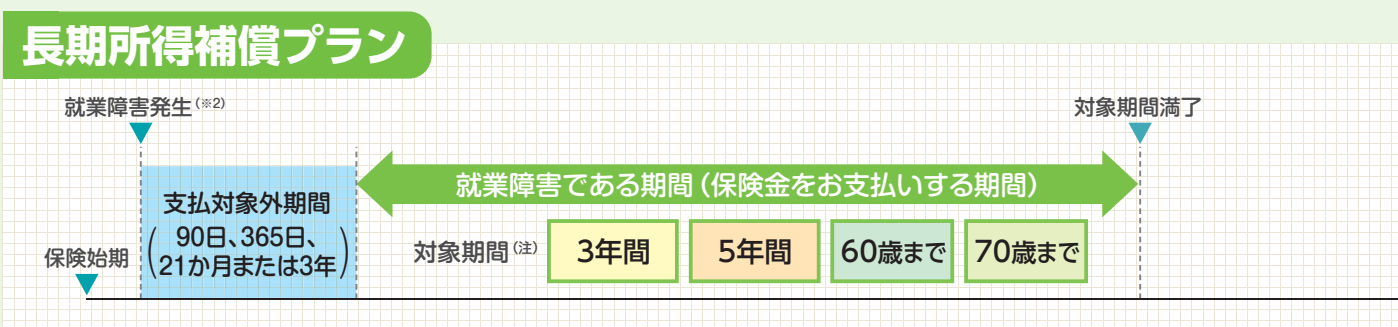 長期所得補償プラン
就業障害発生(※2)
対象期間満了
就業障害である期間(保険金をお支払いする期間)
支払対象外期間
(90日、365日、
21か月または3年)
保険始期
対象期間(注)
3年間
5年間
60歳まで
70歳まで